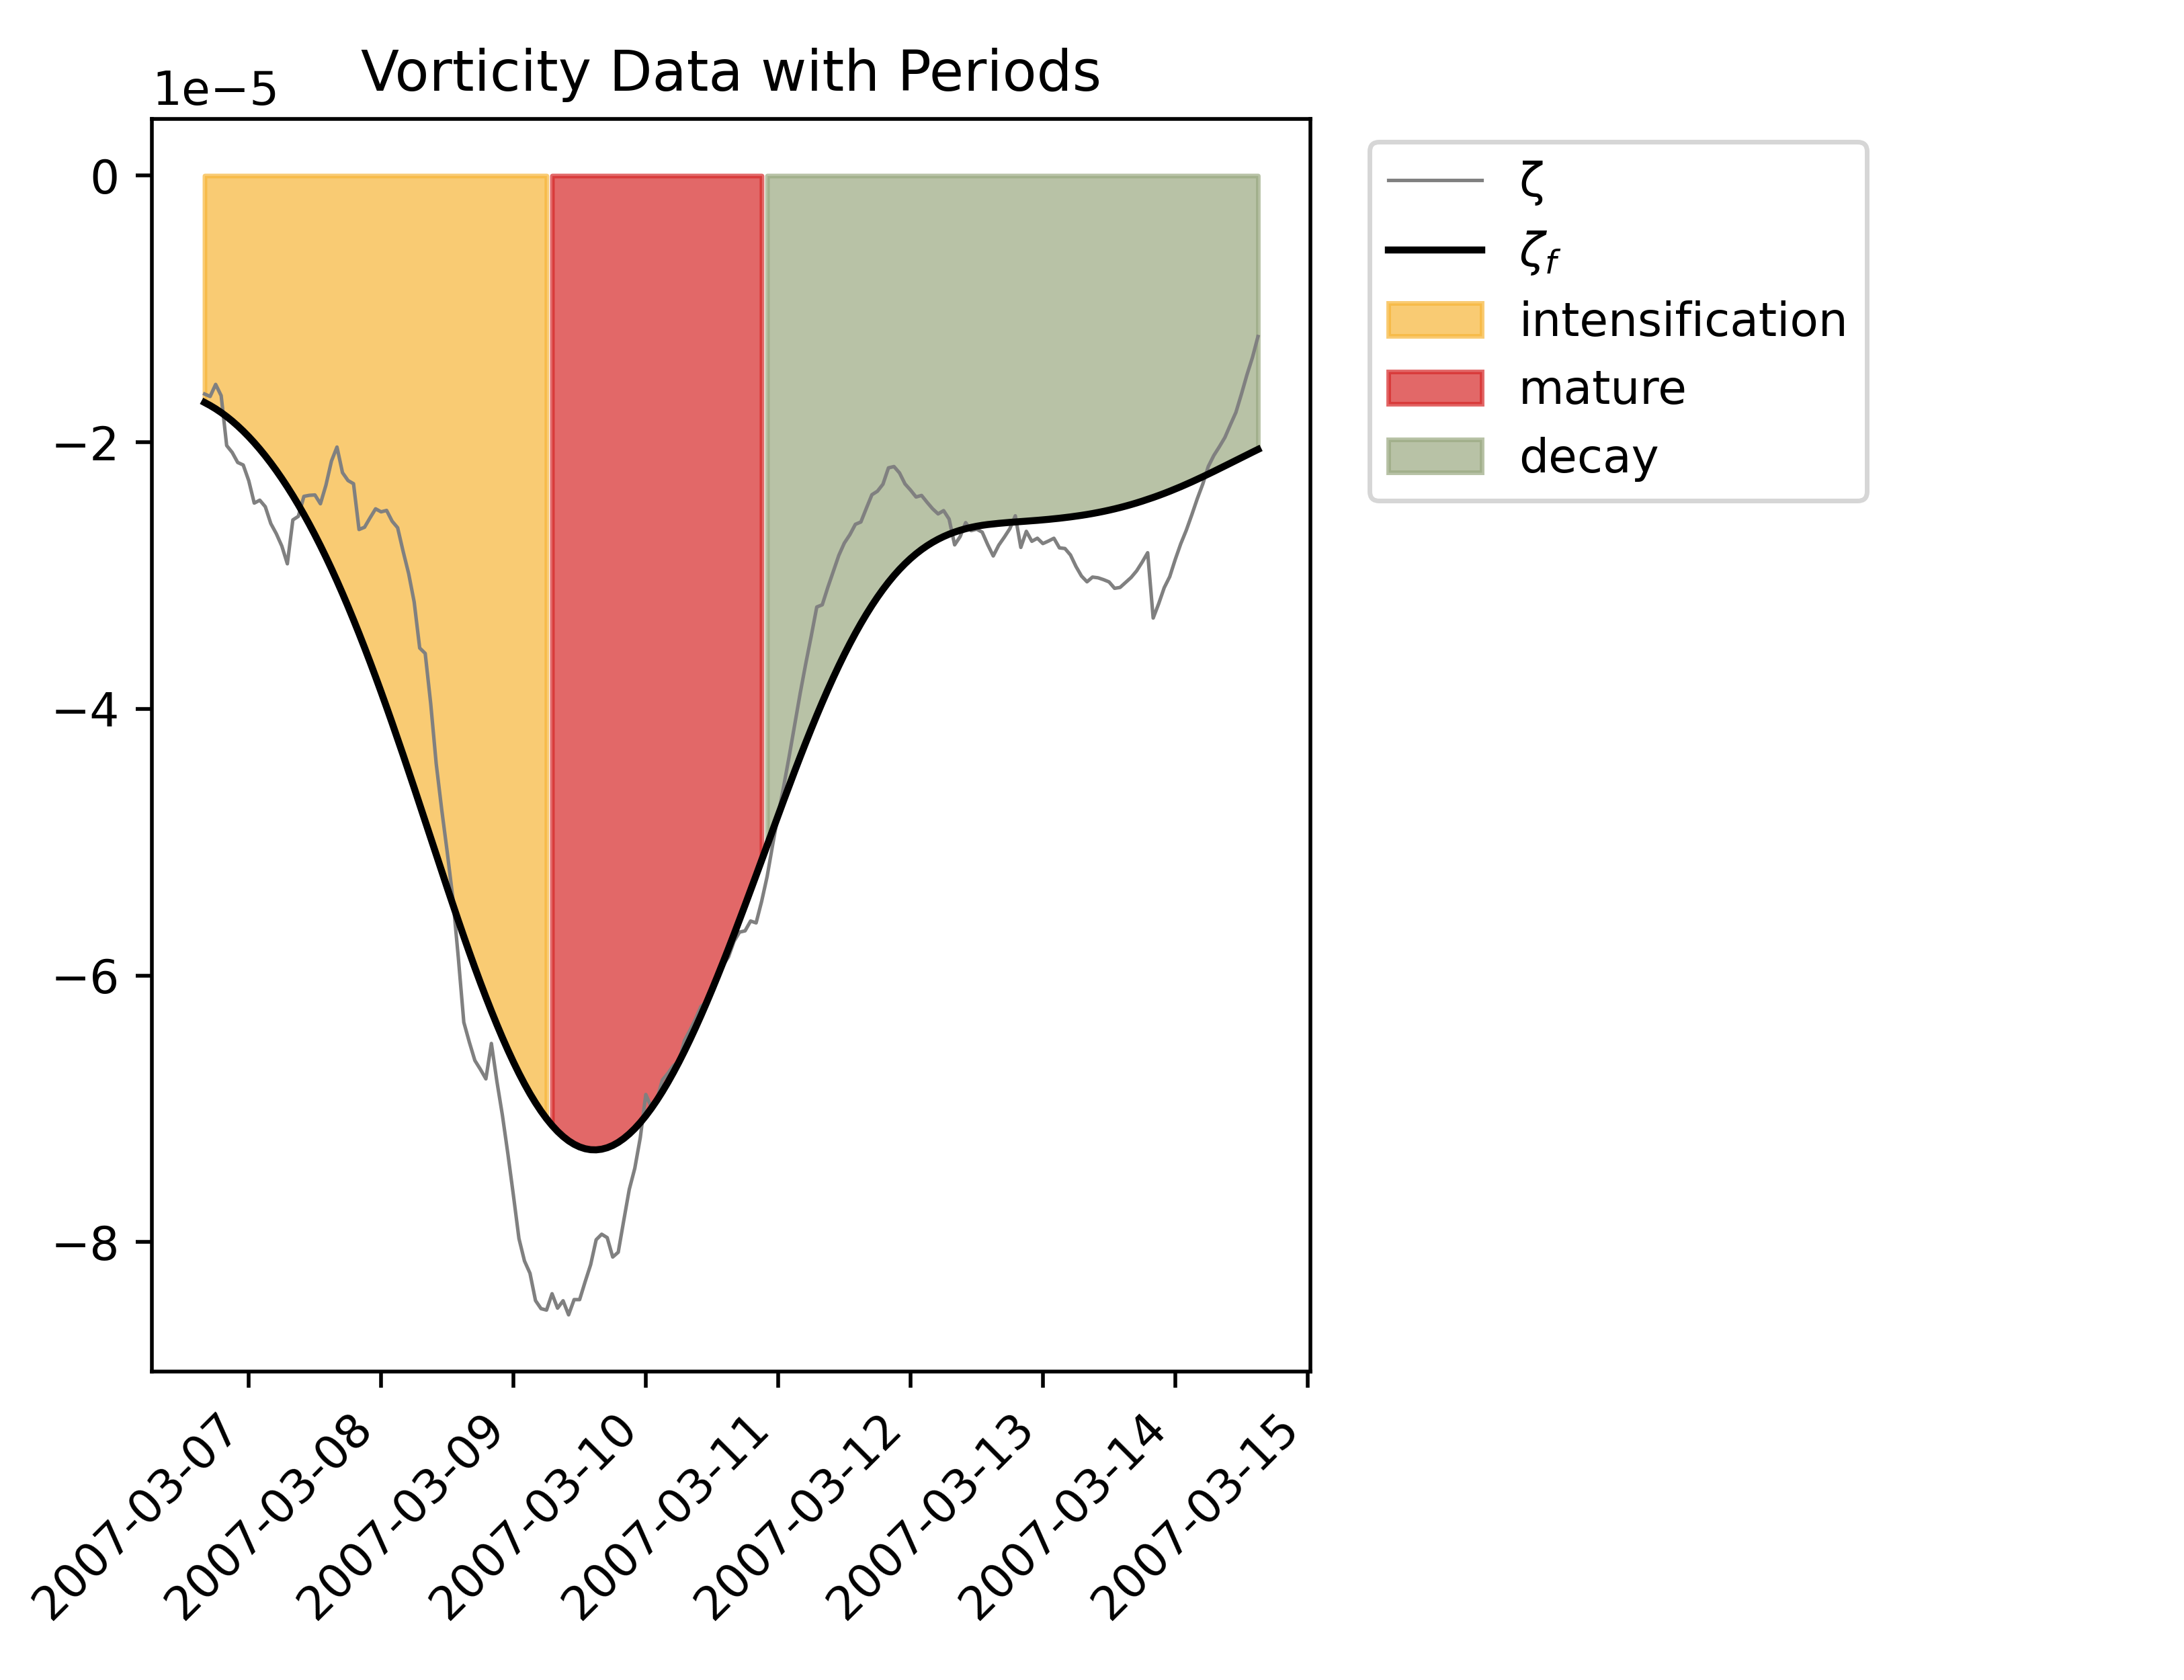 Vorticity Data with Periods
1e−5
0
−2
−4
−6
−8
2007-03-07
2007-03-08
2007-03-09
2007-03-10
2007-03-11
2007-03-12
2007-03-13
2007-03-14
2007-03-15
ζ
ζf
intensification
mature
decay